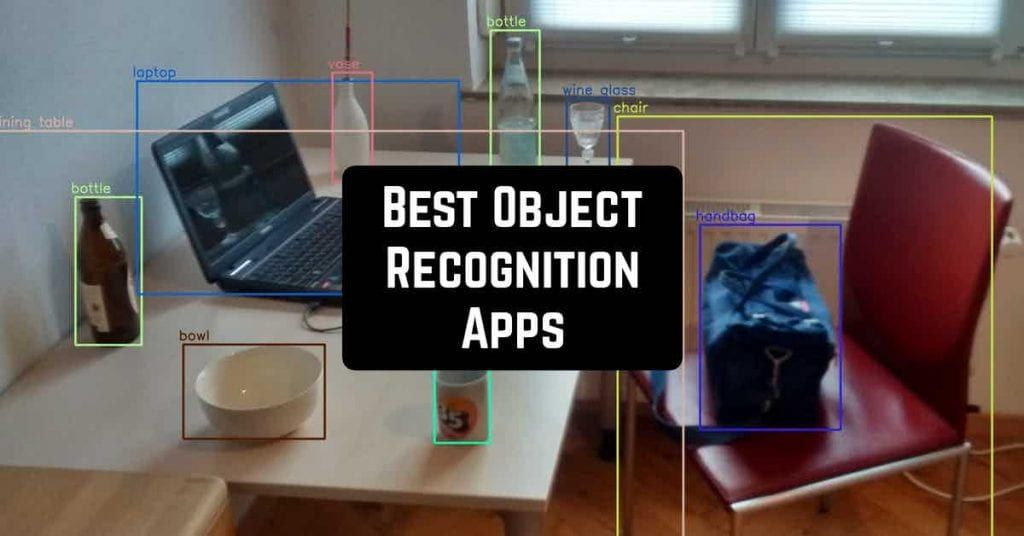 bottle
vase
laptop
wine glass
chair
ining table
bottle
handbag
Best Object
Recognition
Apps
bowl